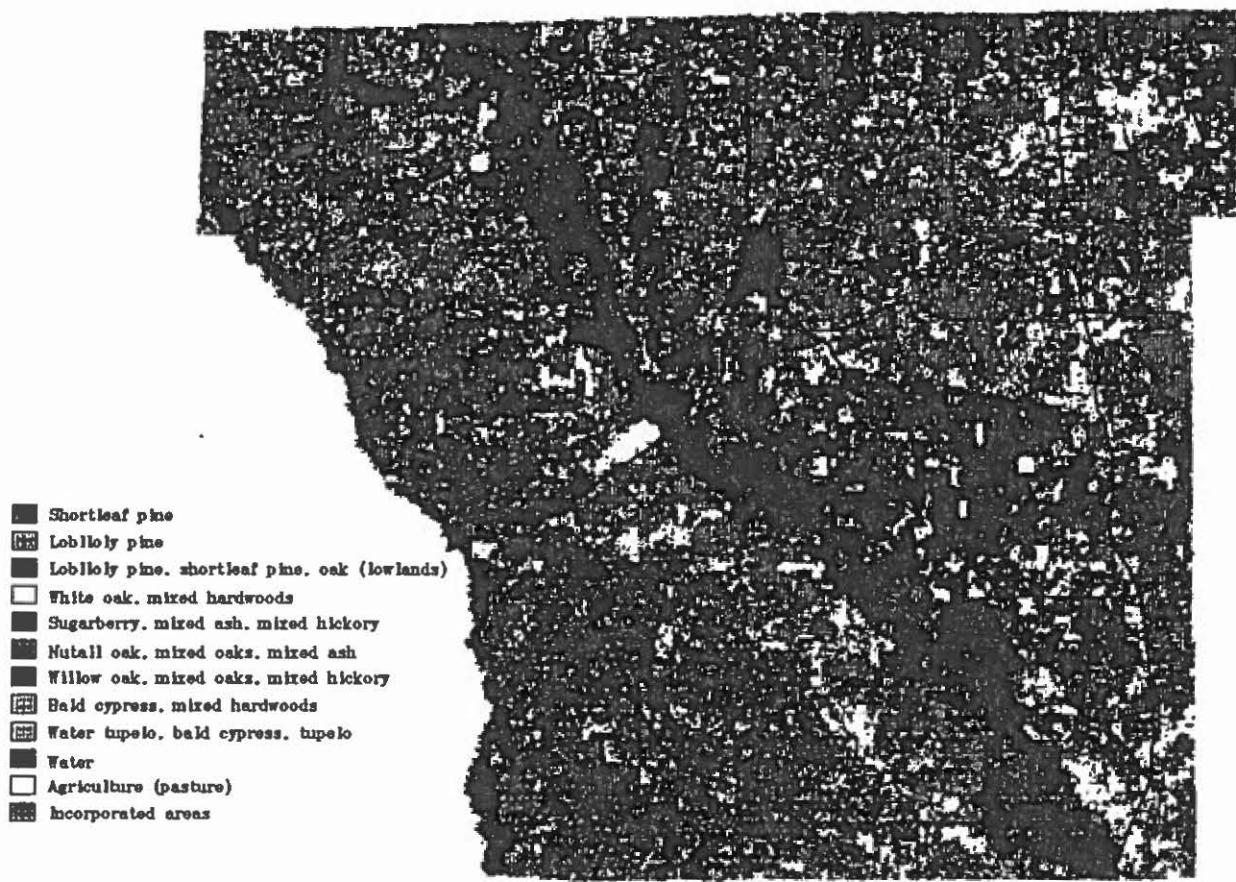 Shortleaf pine
Loblloly pine
Loblloly pine, shortleaf pine, oak (lowlands)
White oak, mixed hardwoods
Sugarberry, mixed ash, mixed hickory
Nutall oak, mixed oaks, mixed ash
Willow oak, mixed oaks, mixed hickory
Bald cypress, mixed hardwoods
Water tupelo, bald cypress, tupelo
Water
Agriculture (pasture)
Incorporated areas